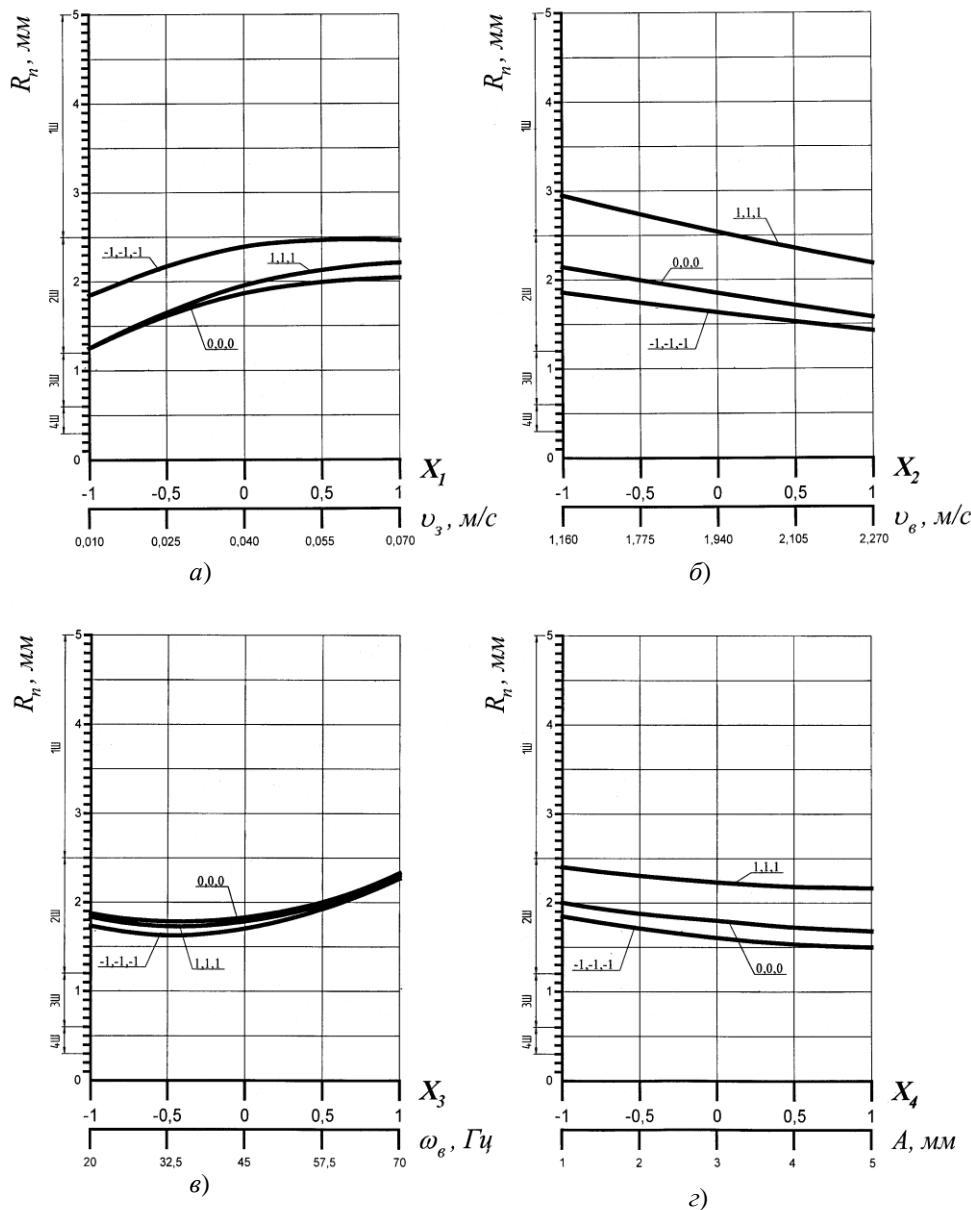 Rп, мм
5
4
3
2
1
0
1Ш
2Ш
3Ш
4Ш
-1,-1,-1
1,1,1
0,0,0
-1 -0,5 0 0,5 1
X1
0,010 0,025 0,040 0,055 0,070
υз, м/с
а)
Rп, мм
5
4
3
2
1
0
1Ш
2Ш
3Ш
4Ш
1,1,1
0,0,0
-1,-1,-1
-1 -0,5 0 0,5 1
X2
1,160 1,775 1,940 2,105 2,270
υв, м/с
б)
Rп, мм
5
4
3
2
1
0
1Ш
2Ш
3Ш
4Ш
0,0,0
-1,-1,-1
1,1,1
-1 -0,5 0 0,5 1
X3
20 32,5 45 57,5 70
ωв, Гц
в)
Rп, мм
5
4
3
2
1
0
1Ш
2Ш
3Ш
4Ш
1,1,1
-1,-1,-1
0,0,0
-1 -0,5 0 0,5 1
X4
1 2 3 4 5
А, мм
г)